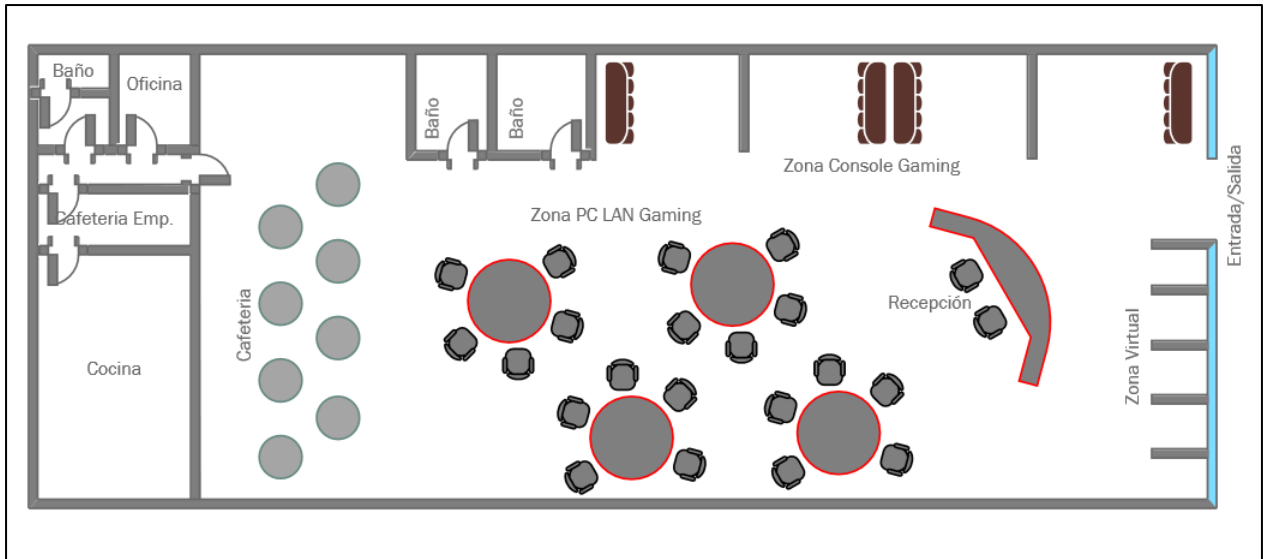 Baño
Oficina
Baño
Baño
Zona Console Gaming
Entrada/Salida
Cafeteria Emp.
Zona PC LAN Gaming
Recepción
Cafeteria
Zona Virtual
Cocina